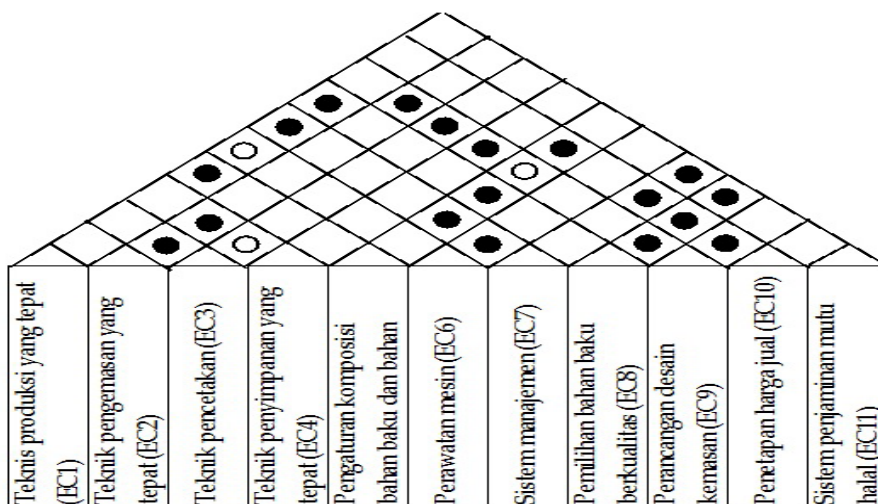 Teknis produksi yang tepat
(EC1)
Teknik pengemasan yang
tepat (EC2)
Teknik pencetakan (EC3)
Teknik penyimpanan yang
tepat (EC4)
Pengaturan komposisi
bahan baku dan bahan
Perawatan mesin (EC6)
Sistem manajemen (EC7)
Pemilihan bahan baku
berkualitas (EC8)
Perancangan desain
kemasan (EC9)
Penetapan harga jual (EC10)
Sistem penjaminan mutu
halal (EC11)